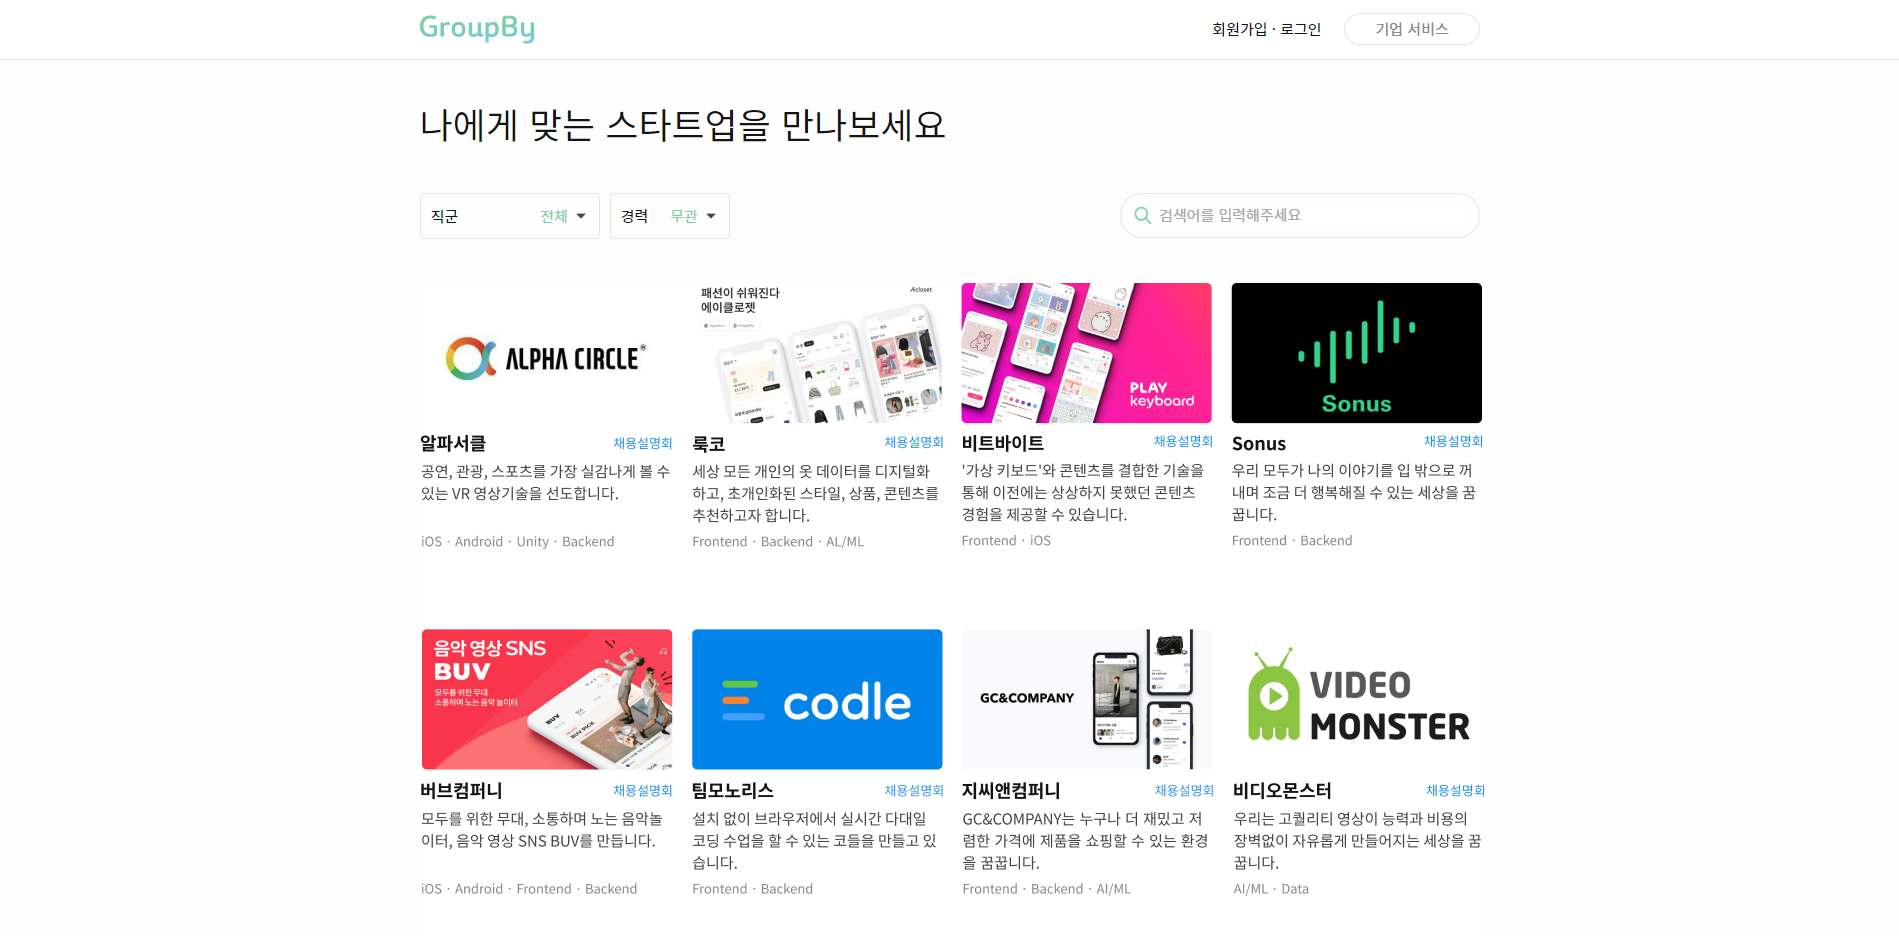 GroupBy
회원가입 · 로그인
기업 서비스
나에게 맞는 스타트업을 만나보세요
직군 전체
경력 무관
검색어를 입력해주세요
ALPHA CIRCLE®
패션이 쉬워진다
에이클로젯
Acloset
PLAY
keyboard
Sonus
알파서클 채용설명회
공연, 관광, 스포츠를 가장 실감나게 볼 수
있는 VR 영상기술을 선도합니다.
iOS · Android · Unity · Backend
룩코 채용설명회
세상 모든 개인의 옷 데이터를 디지털화
하고, 초개인화된 스타일, 상품, 콘텐츠를
추천하고자 합니다.
Frontend · Backend · AL/ML
비트바이트 채용설명회
'가상 키보드'와 콘텐츠를 결합한 기술을
통해 이전에는 상상하지 못했던 콘텐츠
경험을 제공할 수 있습니다.
Frontend · iOS
Sonus 채용설명회
우리 모두가 나의 이야기를 입 밖으로 꺼
내며 조금 더 행복해질 수 있는 세상을 꿈
꿉니다.
Frontend · Backend
음악 영상 SNS
BUV
모두를 위한 무대
소통하며 노는 음악 놀이터
BUV
BUV PICK
codle
GC&COMPANY
VIDEO
MONSTER
버브컴퍼니 채용설명회
모두를 위한 무대, 소통하며 노는 음악놀
이터, 음악 영상 SNS BUV를 만듭니다.
iOS · Android · Frontend · Backend
팀모노리스 채용설명회
설치 없이 브라우저에서 실시간 다대일
코딩 수업을 할 수 있는 코들을 만들고 있
습니다.
Frontend · Backend
지씨앤컴퍼니 채용설명회
GC&COMPANY는 누구나 더 재밌고 저
렴한 가격에 제품을 쇼핑할 수 있는 환경
을 꿈꿉니다.
Frontend · Backend · AI/ML
비디오몬스터 채용설명회
우리는 고퀄리티 영상이 능력과 비용의
장벽없이 자유롭게 만들어지는 세상을 꿈
꿉니다.
AI/ML · Data